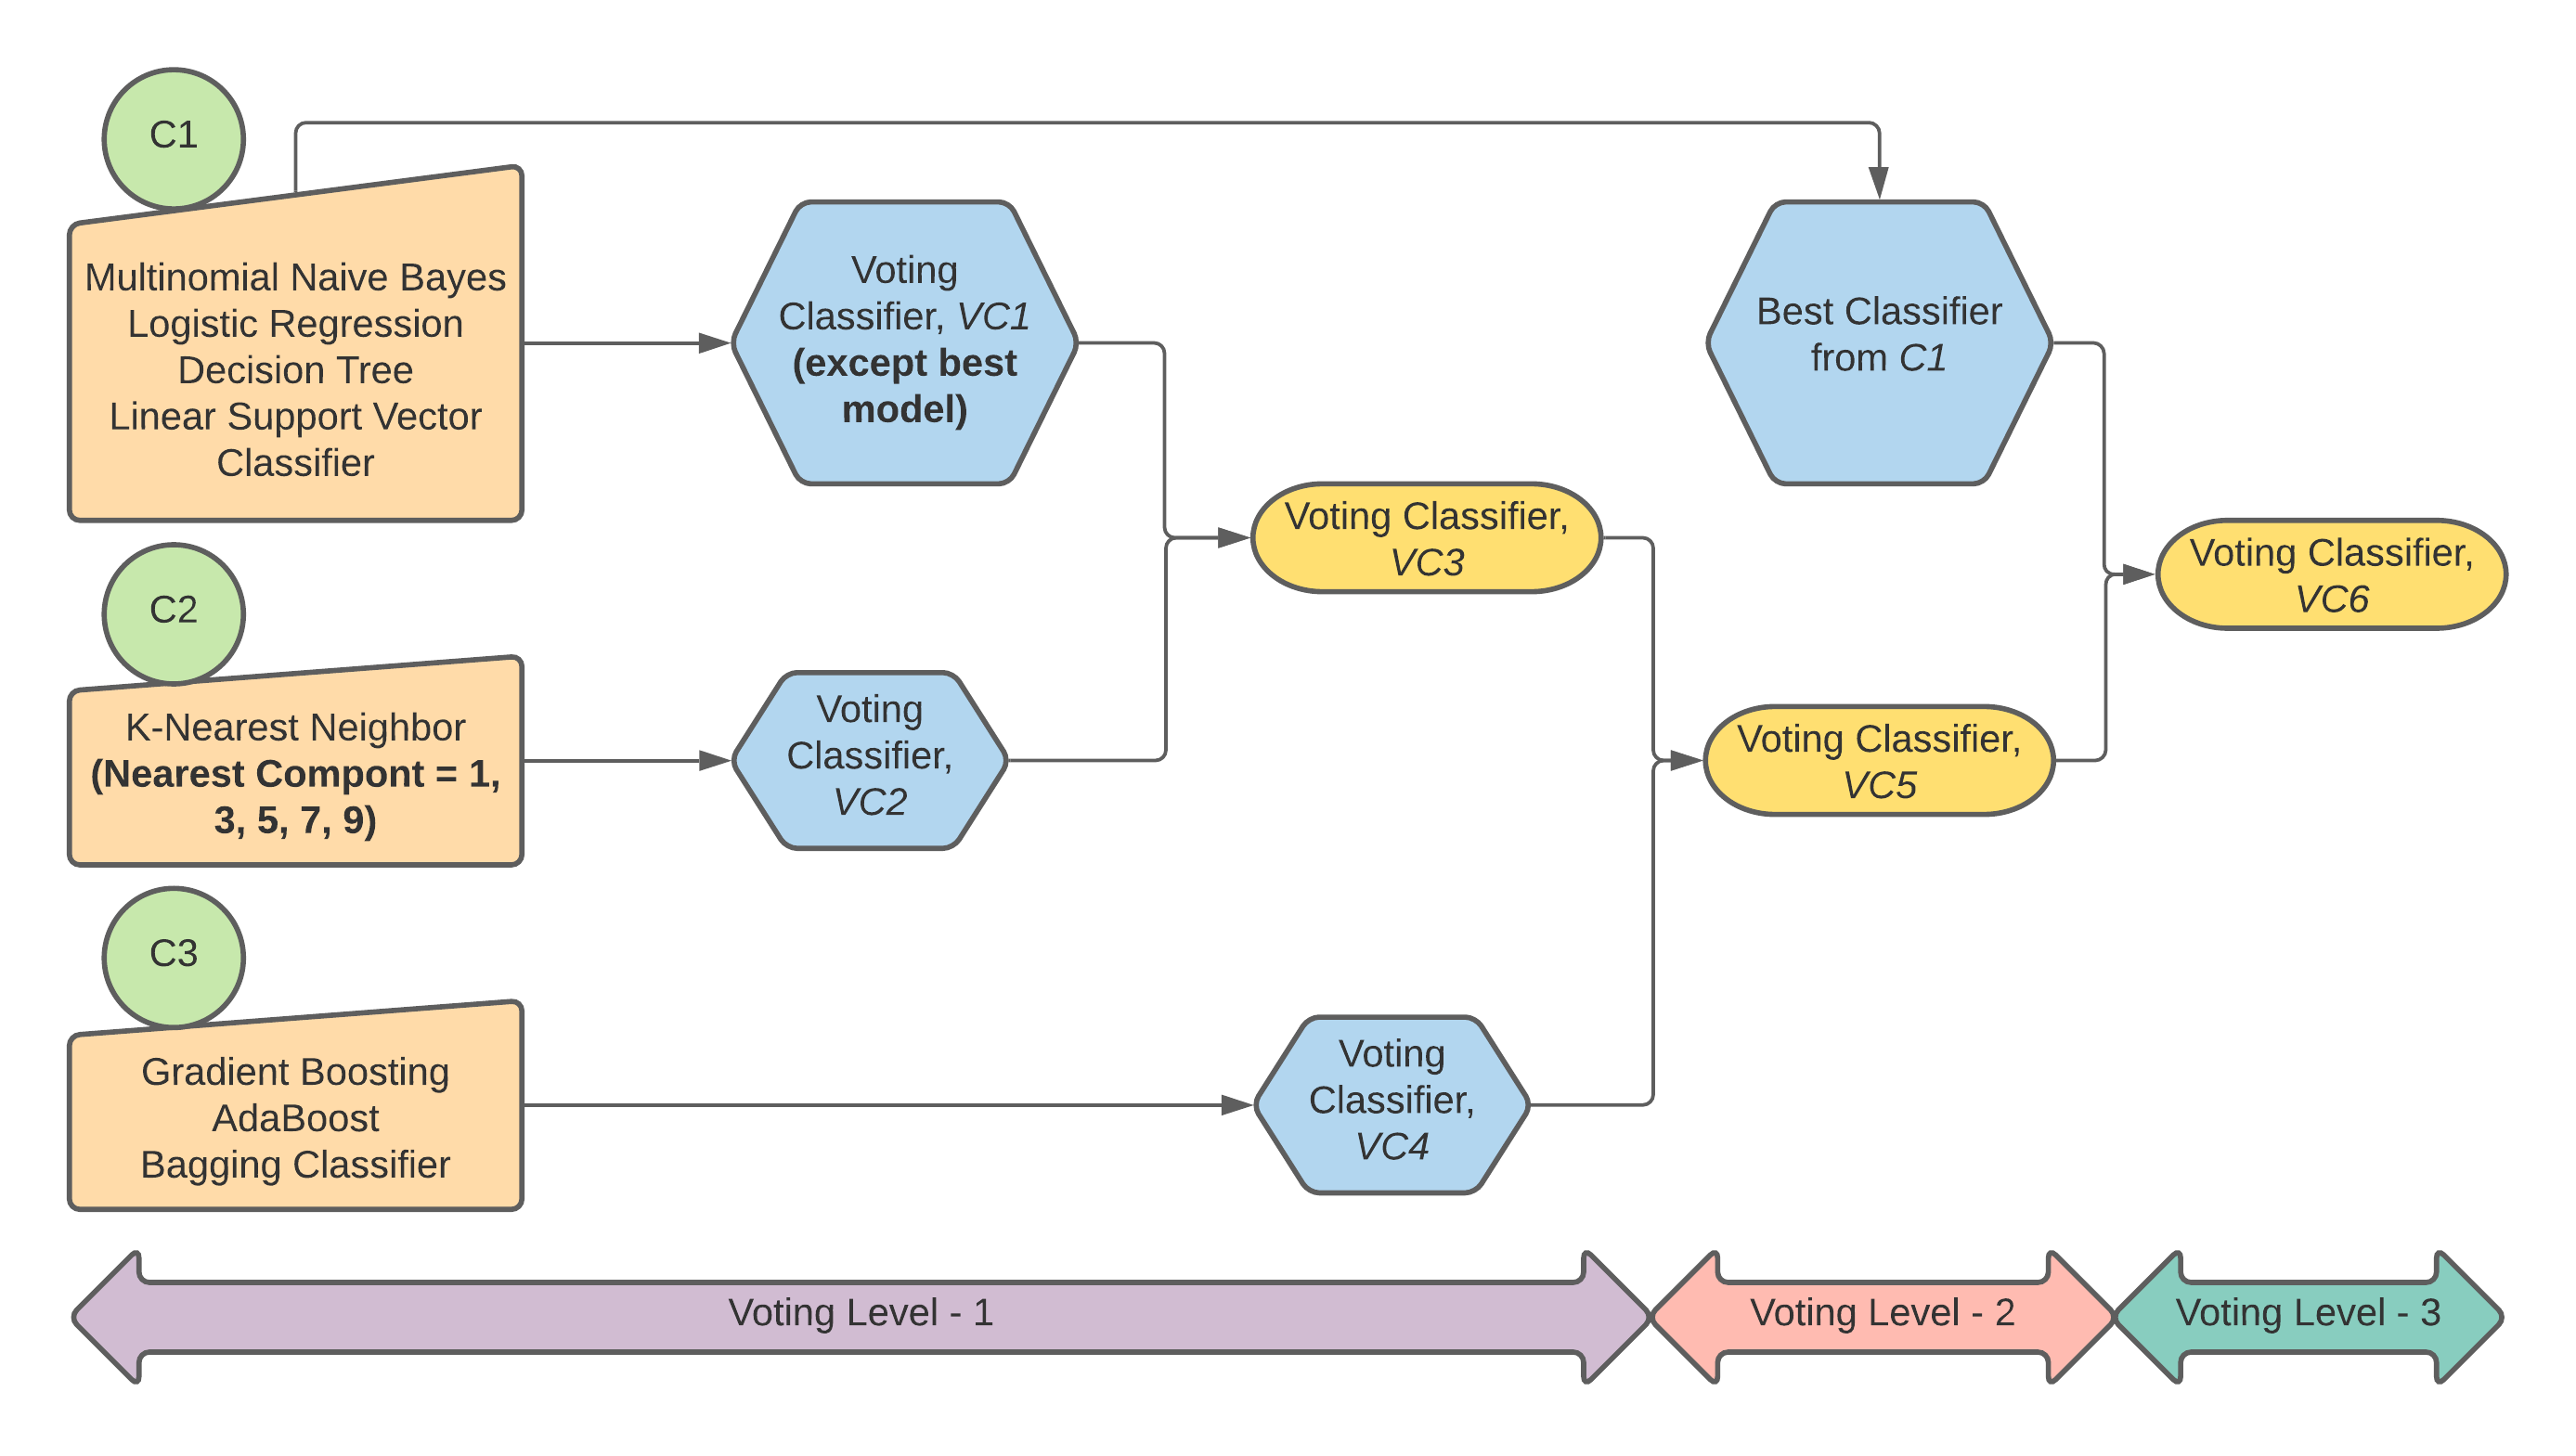 C1
Multinomial Naive Bayes
Logistic Regression
Decision Tree
Linear Support Vector
Classifier
Voting
Classifier, VC1
(except best
model)
Best Classifier
from C1
Voting Classifier,
VC3
Voting Classifier,
VC6
C2
K-Nearest Neighbor
(Nearest Compont = 1,
3, 5, 7, 9)
Voting
Classifier,
VC2
Voting Classifier,
VC5
C3
Gradient Boosting
AdaBoost
Bagging Classifier
Voting
Classifier,
VC4
Voting Level - 1
Voting Level - 2
Voting Level - 3